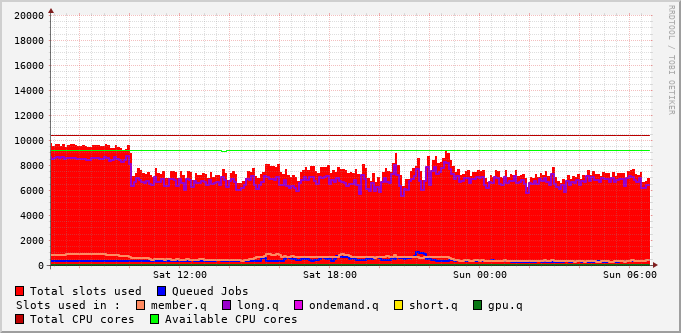 20000
18000
16000
14000
12000
10000
8000
6000
4000
2000
0
Sat 12:00 Sat 18:00 Sun 00:00 Sun 06:00
Total slots used Queued Jobs
Slots used in : member.q long.q ondemand.q short.q gpu.q
Total CPU cores Available CPU cores
RRDTOOL / TOBI OETIKER